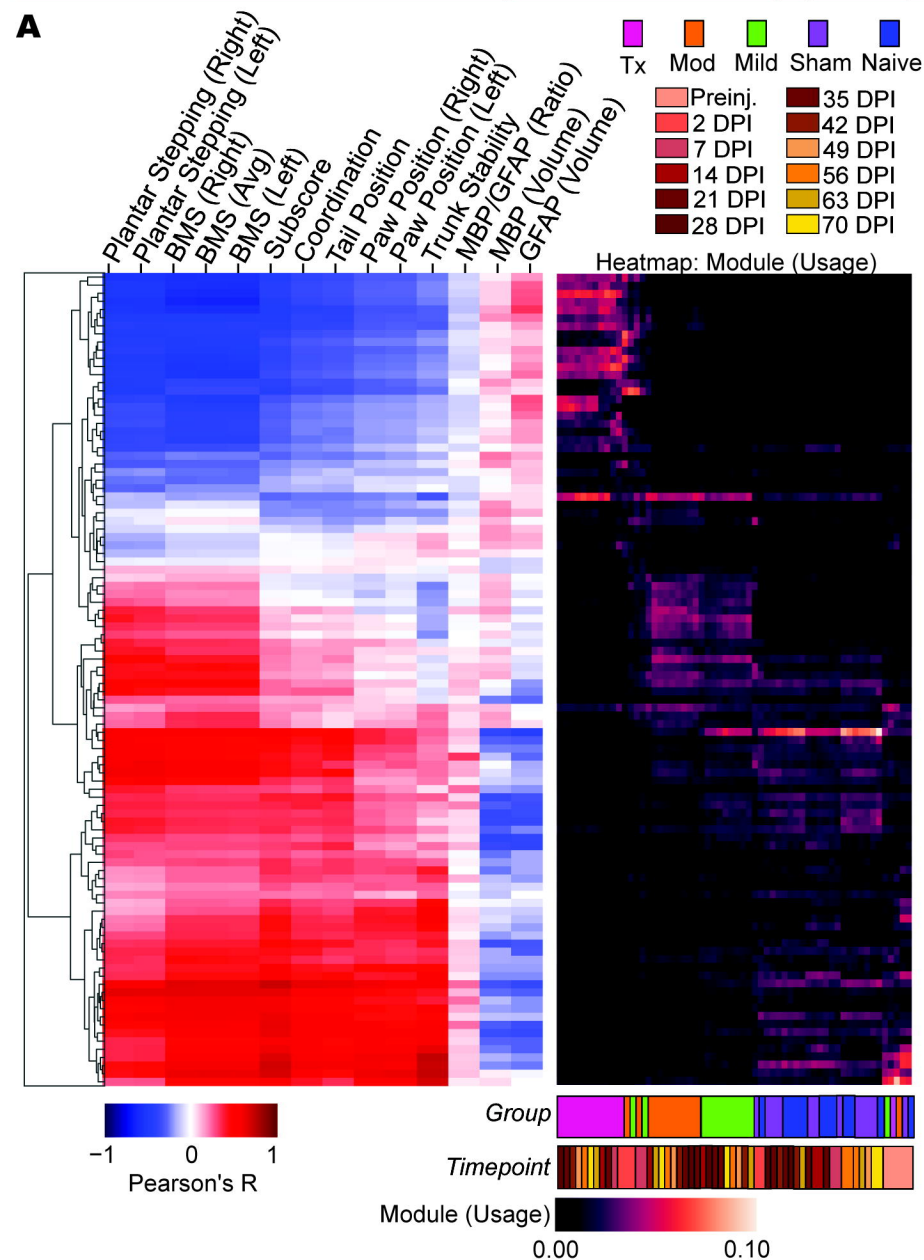 A
Tx Mod Mild Sham Naive
Preinj. 35 DPI
2 DPI 42 DPI
7 DPI 49 DPI
14 DPI 56 DPI
21 DPI 63 DPI
28 DPI 70 DPI
Plantar Stepping (Right)
Plantar Stepping (Left)
BMS (Right)
BMS (Avg)
BMS (Left)
Subscore
Coordination
Tail Position
Paw Position (Right)
Paw Position (Left)
Trunk Stability
MBP/GFAP (Ratio)
MBP (Volume)
GFAP (Volume)
Heatmap: Module (Usage)
Group
Timepoint
−1 0 1
Pearson's R
Module (Usage)
0.00 0.10